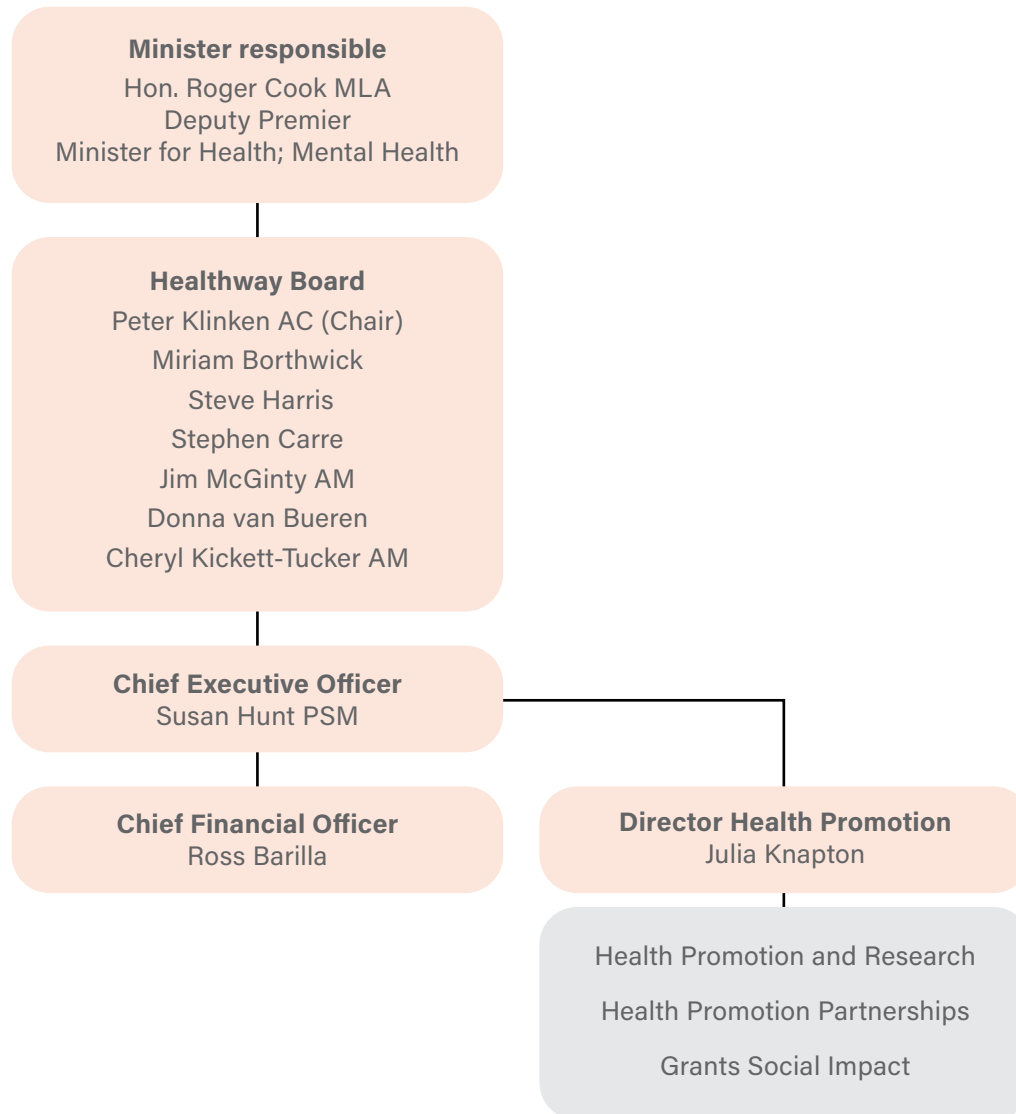 Minister responsible
Hon. Roger Cook MLA
Deputy Premier
Minister for Health; Mental Health
Healthway Board
Peter Klinken AC (Chair)
Miriam Borthwick
Steve Harris
Stephen Carre
Jim McGinty AM
Donna van Bueren
Cheryl Kickett-Tucker AM
Chief Executive Officer
Susan Hunt PSM
Chief Financial Officer
Ross Barilla
Director Health Promotion
Julia Knapton
Health Promotion and Research
Health Promotion Partnerships
Grants Social Impact